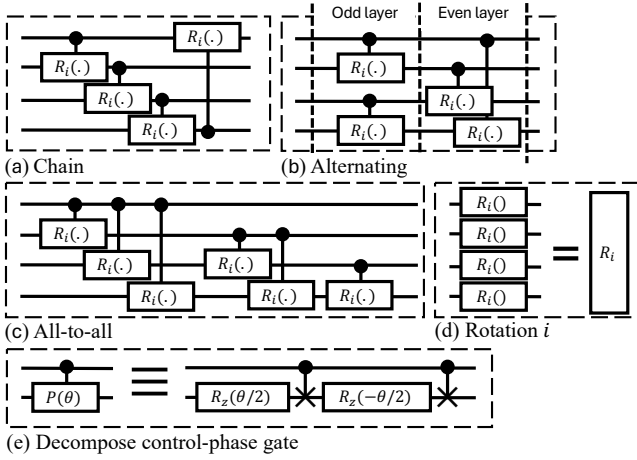 Odd layer Even layer
R_i(.) R_i(.)
R_i(.) R_i(.)
R_i(.) R_i(.)
R_i(.) R_i(.) R_i(.)
(a) Chain (b) Alternating
R_i() 
R_i(.) R_i()
R_i(.) R_i(.) R_i() = R_i
R_i(.) R_i(.) R_i(.) R_i()
(c) All-to-all (d) Rotation i
P(θ) ≡ R_z(θ/2) R_z(−θ/2)
(e) Decompose control-phase gate